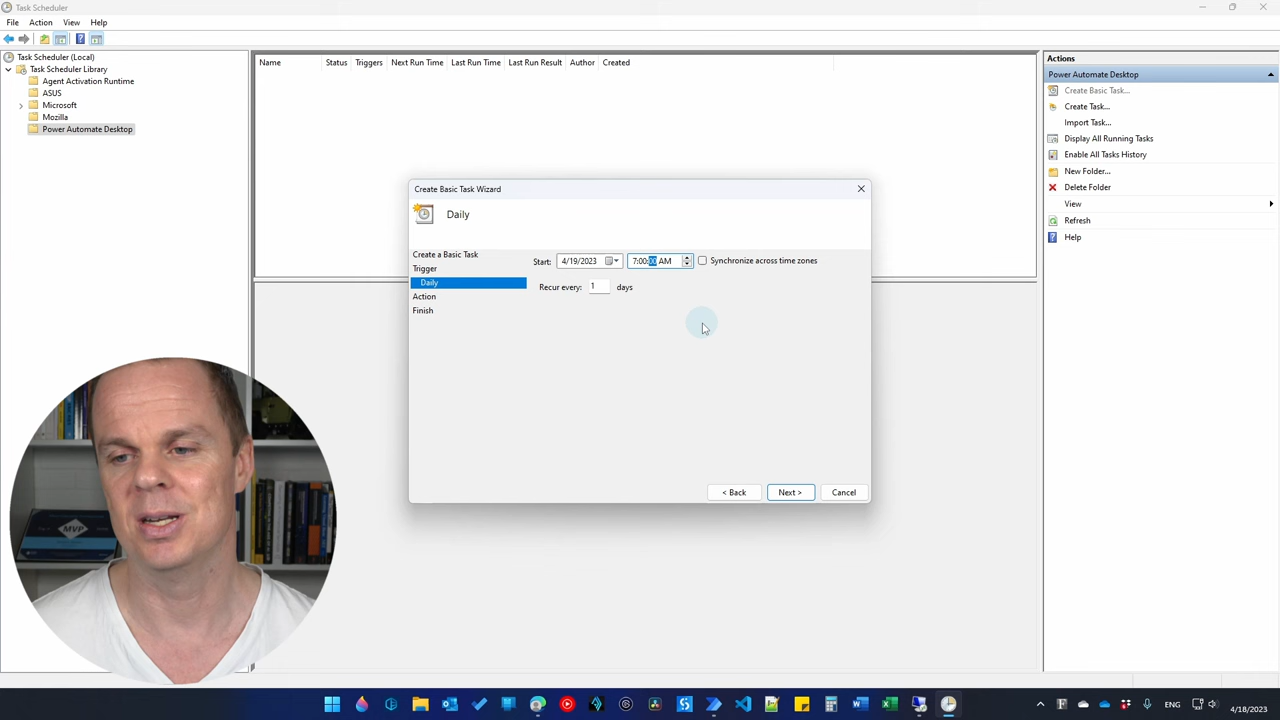 Task Scheduler
File Action View Help
Task Scheduler (Local)
Task Scheduler Library
Agent Activation Runtime
ASUS
Microsoft
Mozilla
Power Automate Desktop
Name Status Triggers Next Run Time Last Run Time Last Run Result Author Created
Actions
Power Automate Desktop
Create Basic Task...
Create Task...
Import Task...
Display All Running Tasks
Enable All Tasks History
New Folder...
Delete Folder
View
Refresh
Help
Create Basic Task Wizard
Daily
Create a Basic Task
Trigger
Daily
Action
Finish
Start: 4/19/2023 7:00:00 AM Synchronize across time zones
Recur every: 1 days
< Back Next > Cancel
MVP
ENG
4/18/2023